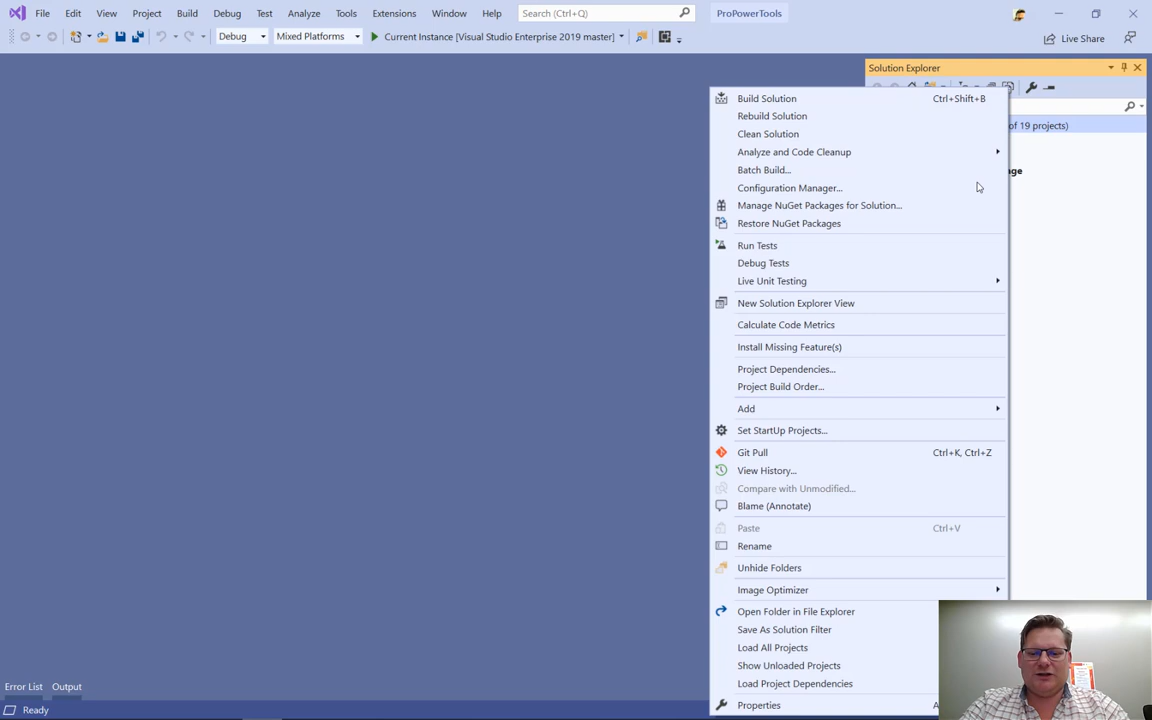 File Edit View Project Build Debug Test Analyze Tools Extensions Window Help Search (Ctrl+Q) ProPowerTools
Debug Mixed Platforms Current Instance [Visual Studio Enterprise 2019 master] Live Share
Solution Explorer
of 19 projects)
Build Solution Ctrl+Shift+B
Rebuild Solution
Clean Solution
Analyze and Code Cleanup
Batch Build...
Configuration Manager...
Manage NuGet Packages for Solution...
Restore NuGet Packages
Run Tests
Debug Tests
Live Unit Testing
New Solution Explorer View
Calculate Code Metrics
Install Missing Feature(s)
Project Dependencies...
Project Build Order...
Add
Set StartUp Projects...
Git Pull Ctrl+K, Ctrl+Z
View History...
Compare with Unmodified...
Blame (Annotate)
Paste Ctrl+V
Rename
Unhide Folders
Image Optimizer
Open Folder in File Explorer
Save As Solution Filter
Load All Projects
Show Unloaded Projects
Load Project Dependencies
Properties
Error List Output
Ready